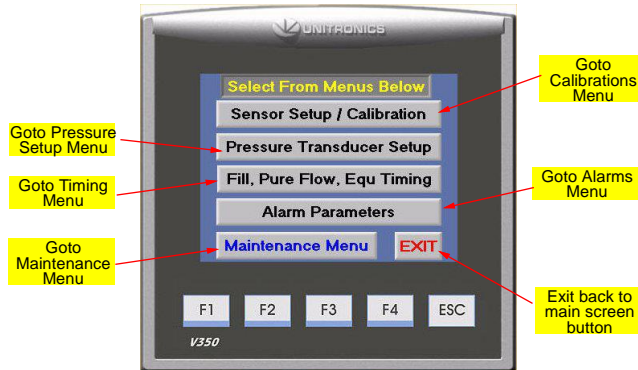 UNITRONICS
Select From Menus Below
Sensor Setup / Calibration
Pressure Transducer Setup
Fill, Pure Flow, Equ Timing
Alarm Parameters
Maintenance Menu
EXIT
F1
F2
F3
F4
ESC
V350
Goto Pressure
Setup Menu
Goto Timing
Menu
Goto
Maintenance
Menu
Goto
Calibrations
Menu
Goto Alarms
Menu
Exit back to
main screen
button